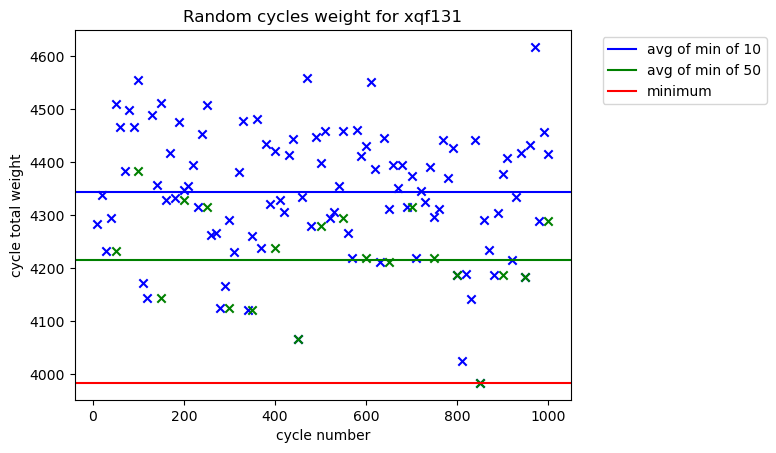 Random cycles weight for xqf131
avg of min of 10
avg of min of 50
minimum
cycle total weight
4600
4500
4400
4300
4200
4100
4000
0 200 400 600 800 1000
cycle number